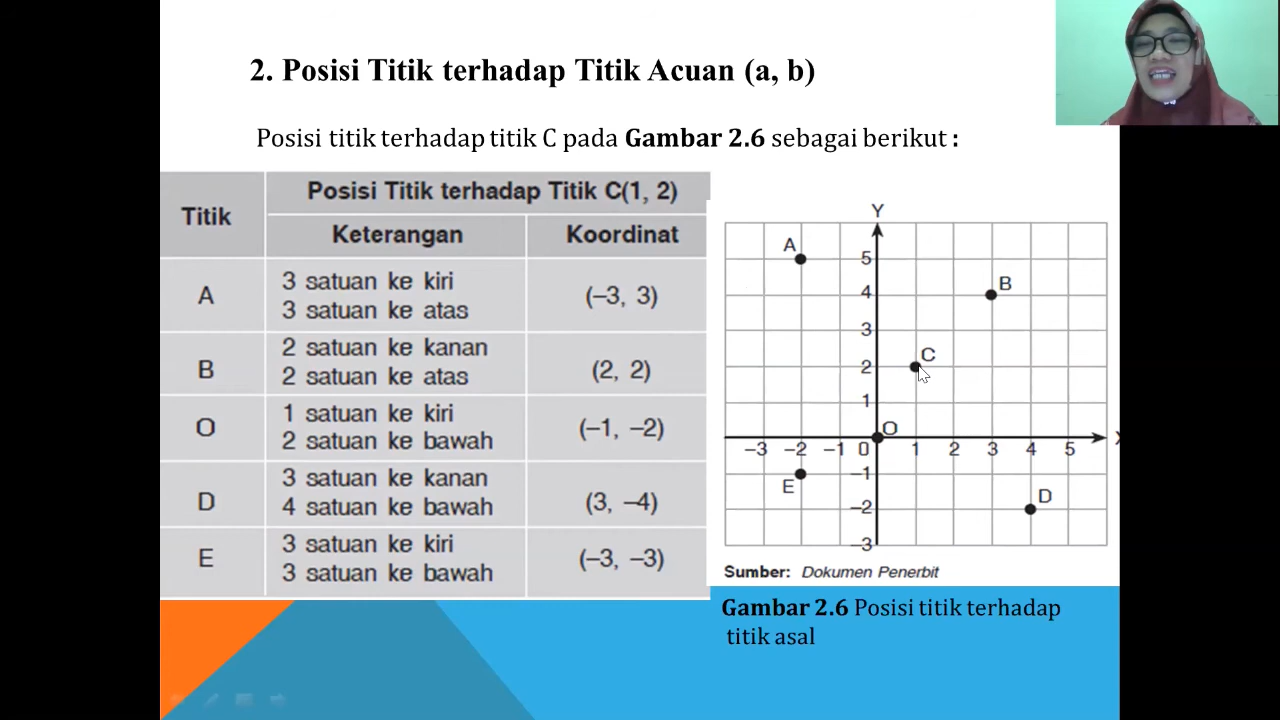 2. Posisi Titik terhadap Titik Acuan (a, b)
Posisi titik terhadap titik C pada Gambar 2.6 sebagai berikut :
Titik
Posisi Titik terhadap Titik C(1, 2)
Keterangan
Koordinat
A
3 satuan ke kiri
3 satuan ke atas
(–3, 3)
B
2 satuan ke kanan
2 satuan ke atas
(2, 2)
O
1 satuan ke kiri
2 satuan ke bawah
(–1, –2)
D
3 satuan ke kanan
4 satuan ke bawah
(3, –4)
E
3 satuan ke kiri
3 satuan ke bawah
(–3, –3)
Y
A
5
4
B
3
C
2
1
O
X
–3 –2 –1 0 1 2 3 4 5
–1
E
D
–2
–3
Sumber: Dokumen Penerbit
Gambar 2.6 Posisi titik terhadap
titik asal